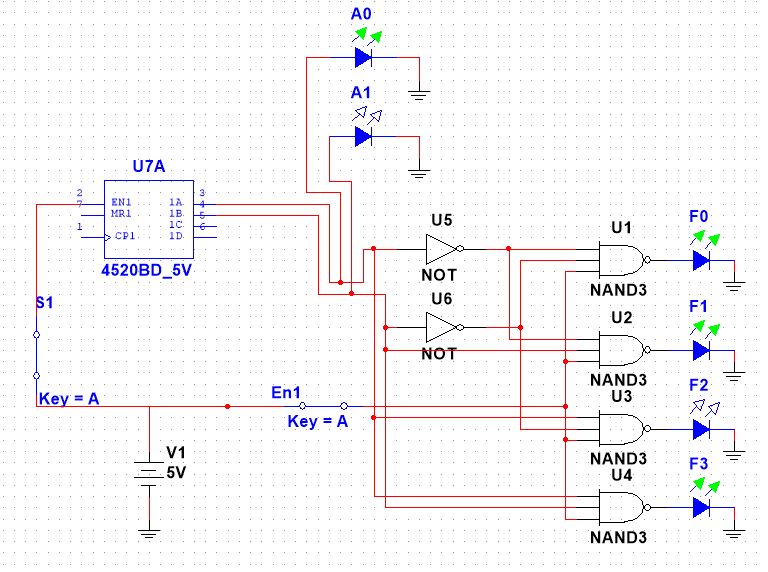 A0
A1
U7A
2
7
1
EN1
MR1
CP1
1A
1B
1C
1D
3
4
5
6
4520BD_5V
U5
NOT
U6
NOT
U1
NAND3
F0
U2
NAND3
F1
U3
NAND3
F2
U4
NAND3
F3
S1
Key = A
En1
Key = A
V1
5V